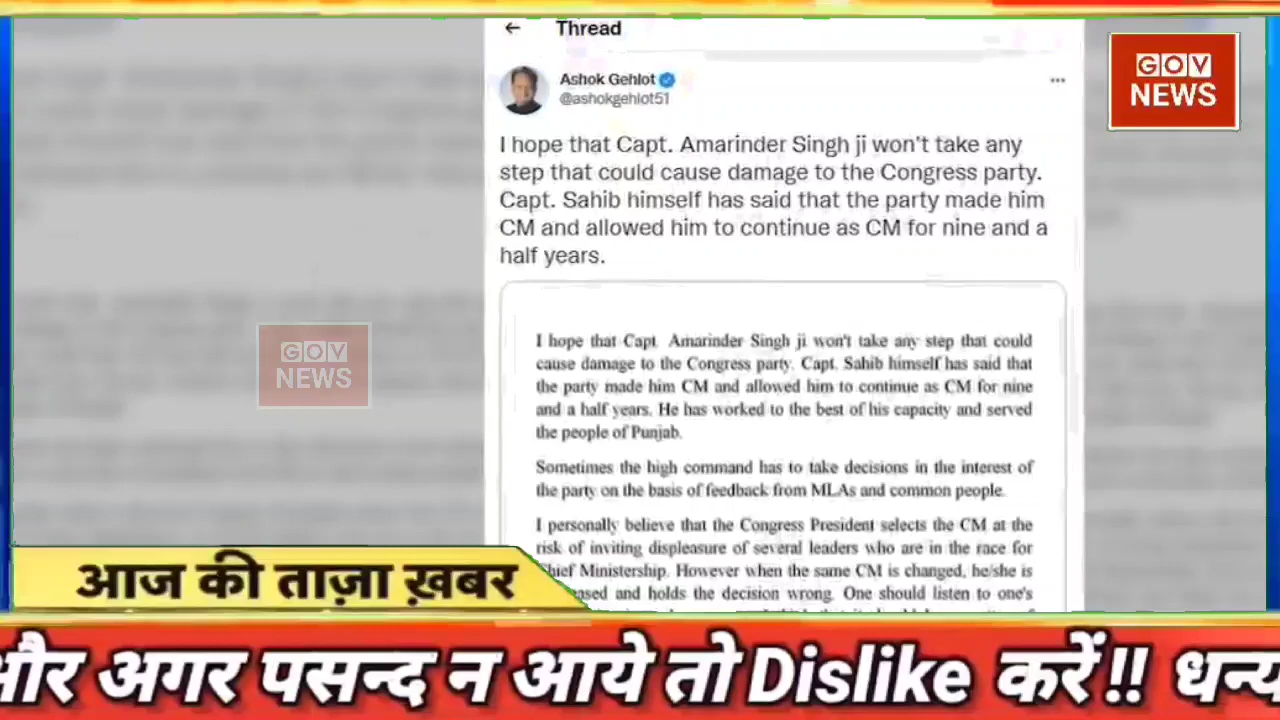 Thread
GOV
NEWS
Ashok Gehlot
@ashokgehlot51
I hope that Capt. Amarinder Singh ji won't take any
step that could cause damage to the Congress party.
Capt. Sahib himself has said that the party made him
CM and allowed him to continue as CM for nine and a
half years.
I hope that Capt. Amarinder Singh ji won't take any step that could
cause damage to the Congress party. Capt. Sahib himself has said that
the party made him CM and allowed him to continue as CM for nine
and a half years. He has worked to the best of his capacity and served
the people of Punjab.
Sometimes the high command has to take decisions in the interest of
the party on the basis of feedback from MLAs and common people.
I personally believe that the Congress President selects the CM at the
risk of inviting displeasure of several leaders who are in the race for
Chief Ministership. However when the same CM is changed, he/she is
and holds the decision wrong. One should listen to one's
GOV
NEWS
आज की ताज़ा ख़बर
और अगर पसन्द न आये तो Dislike करें!! धन्य